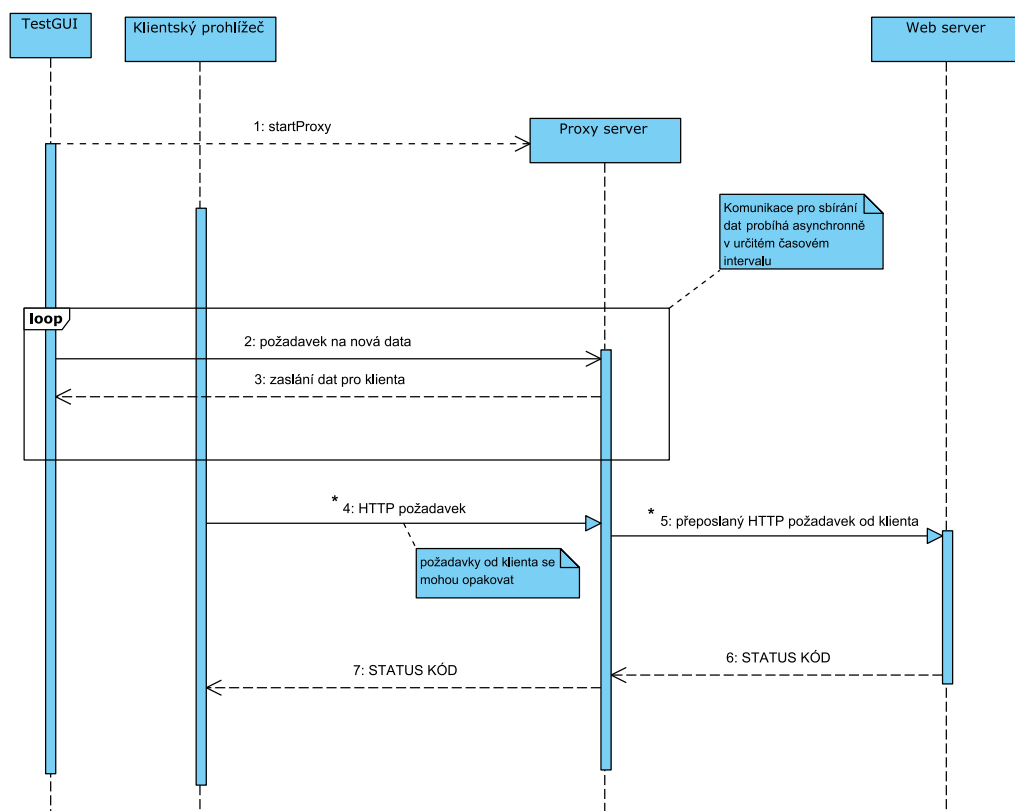 TestGUI
Klientský prohlížeč
Web server
1: startProxy
Proxy server
Komunikace pro sbírání
dat probíhá asynchronně
v určitém časovém
intervalu
loop
2: požadavek na nová data
3: zaslání dat pro klienta
* 4: HTTP požadavek
* 5: přeposlaný HTTP požadavek od klienta
požadavky od klienta se
mohou opakovat
6: STATUS KÓD
7: STATUS KÓD